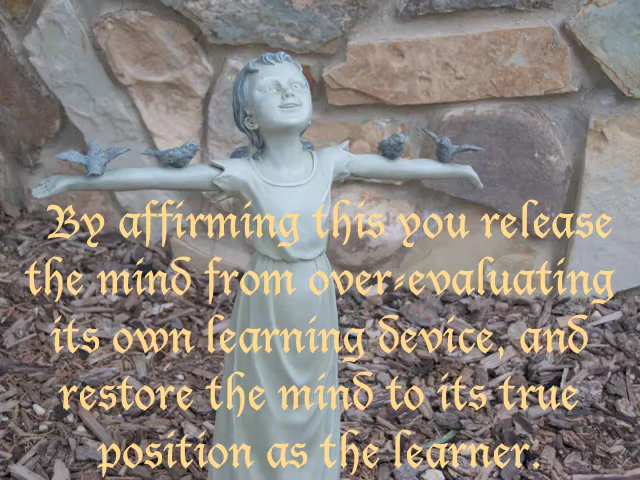 By affirming this you release
the mind from over-evaluating
its own learning device, and
restore the mind to its true
position as the learner.